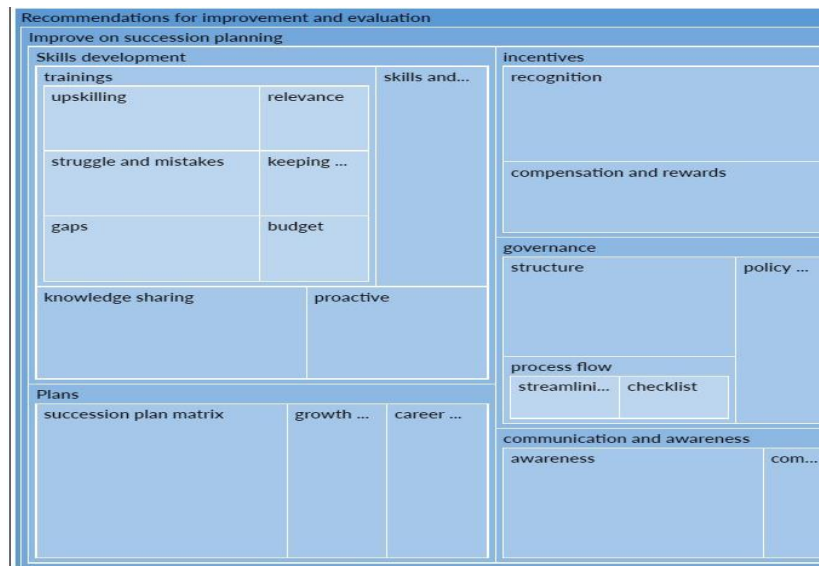 Recommendations for improvement and evaluation
Improve on succession planning
Skills development
trainings
upskilling
relevance
struggle and mistakes
keeping ...
gaps
budget
skills and...
knowledge sharing
proactive
Plans
succession plan matrix
growth ...
career ...
incentives
recognition
compensation and rewards
governance
structure
policy ...
process flow
streamlini...
checklist
communication and awareness
awareness
com...